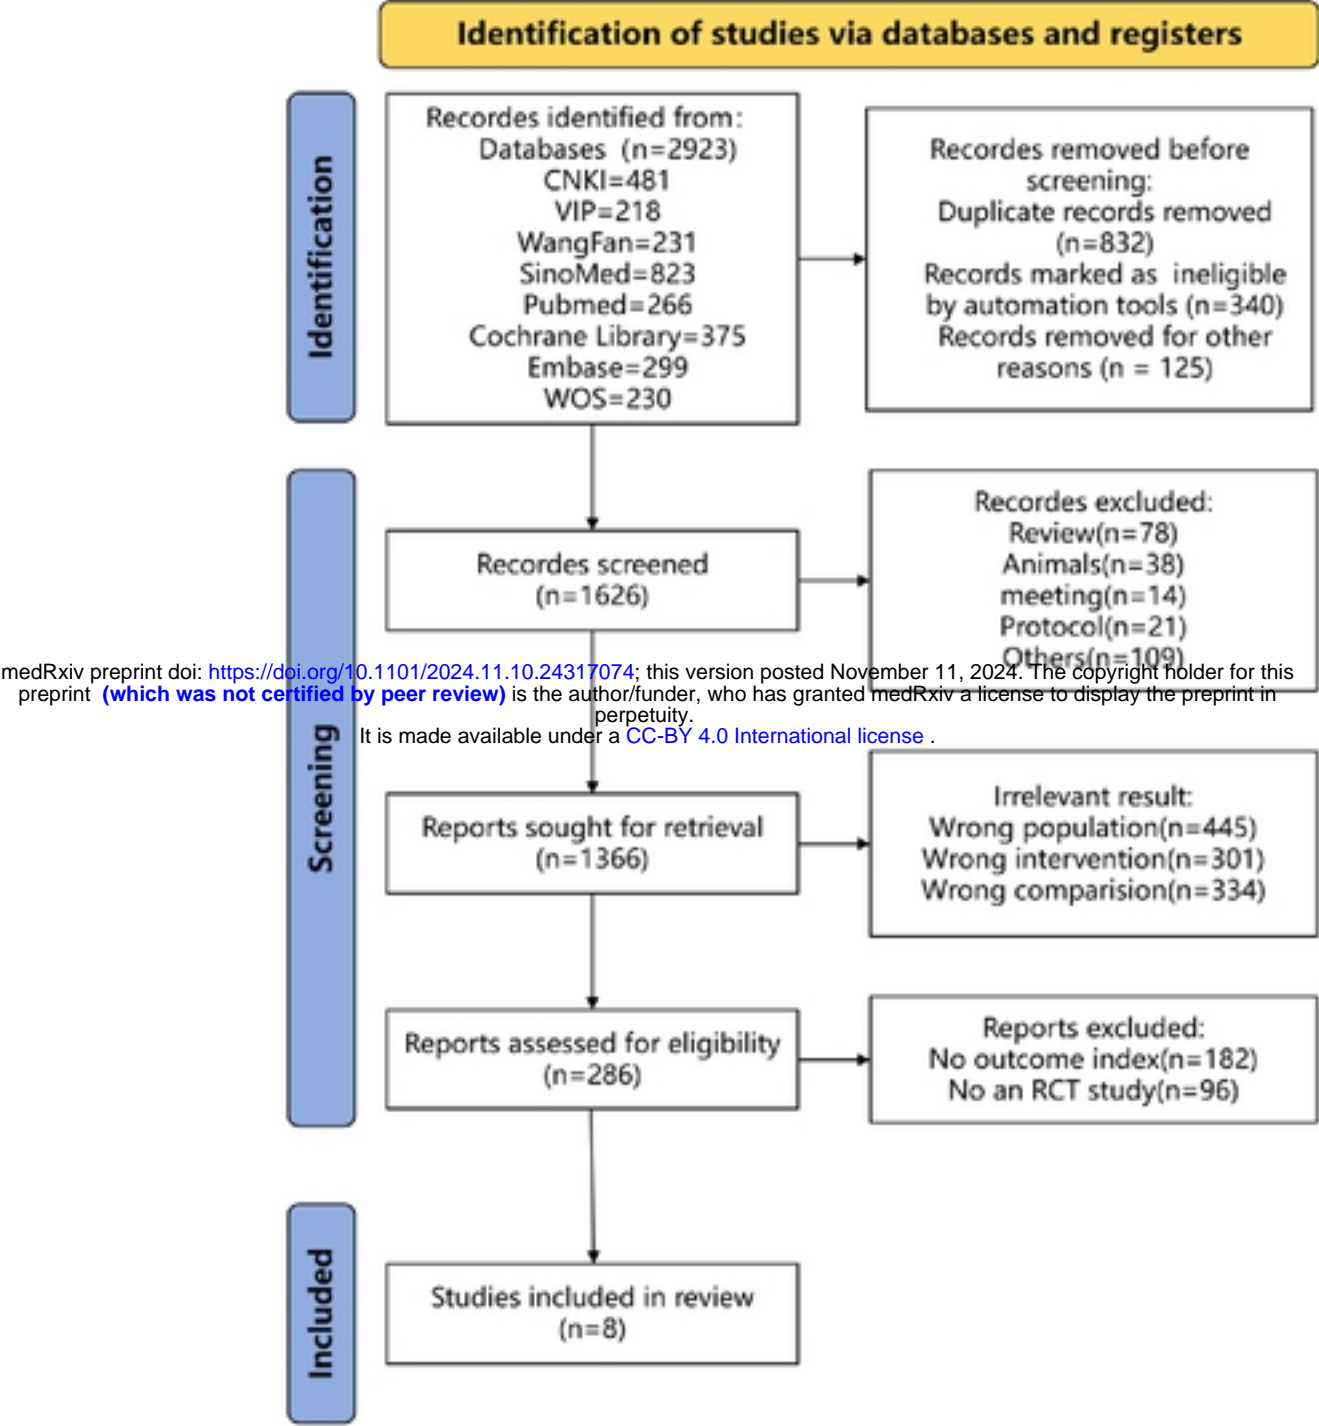 Identification of studies via databases and registers
Identification
Recordes identified from:
Databases (n=2923)
CNKI=481
VIP=218
WangFan=231
SinoMed=823
Pubmed=266
Cochrane Library=375
Embase=299
WOS=230
Recordes removed before
screening:
Duplicate records removed
(n=832)
Records marked as ineligible
by automation tools (n=340)
Records removed for other
reasons (n = 125)
Screening
Recordes screened
(n=1626)
Recordes excluded:
Review(n=78)
Animals(n=38)
meeting(n=14)
Protocol(n=21)
Others(n=109)
medRxiv preprint doi: https://doi.org/10.1101/2024.11.10.24317074; this version posted November 11, 2024. The copyright holder for this
preprint (which was not certified by peer review) is the author/funder, who has granted medRxiv a license to display the preprint in
perpetuity.
It is made available under a CC-BY 4.0 International license .
Reports sought for retrieval
(n=1366)
Irrelevant result:
Wrong population(n=445)
Wrong intervention(n=301)
Wrong comparision(n=334)
Reports assessed for eligibility
(n=286)
Reports excluded:
No outcome index(n=182)
No an RCT study(n=96)
Included
Studies included in review
(n=8)